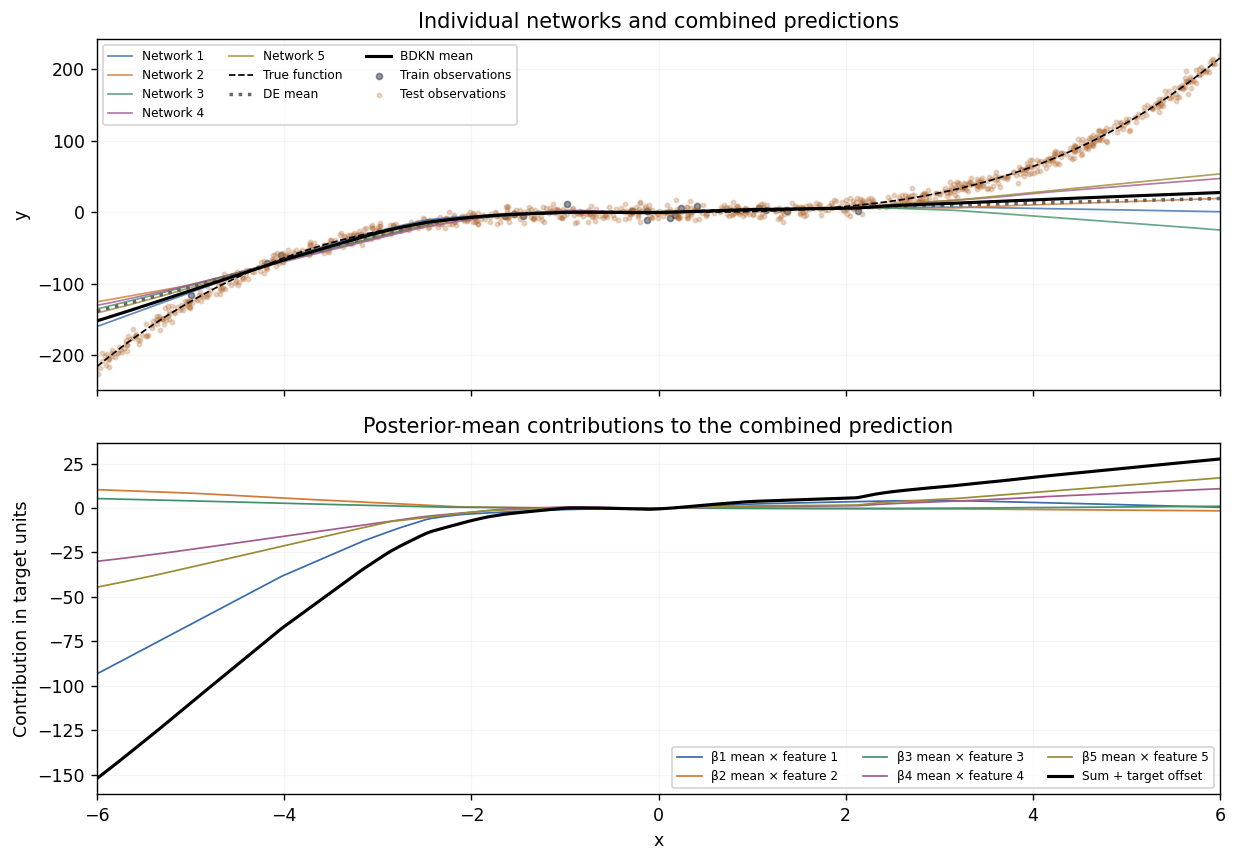 Individual networks and combined predictions
Network 1
Network 2
Network 3
Network 4
Network 5
True function
DE mean
BDKN mean
Train observations
Test observations
200
100
0
−100
−200
y
Posterior-mean contributions to the combined prediction
25
0
−25
−50
−75
−100
−125
−150
Contribution in target units
β1 mean × feature 1
β2 mean × feature 2
β3 mean × feature 3
β4 mean × feature 4
β5 mean × feature 5
Sum + target offset
−6 −4 −2 0 2 4 6
x